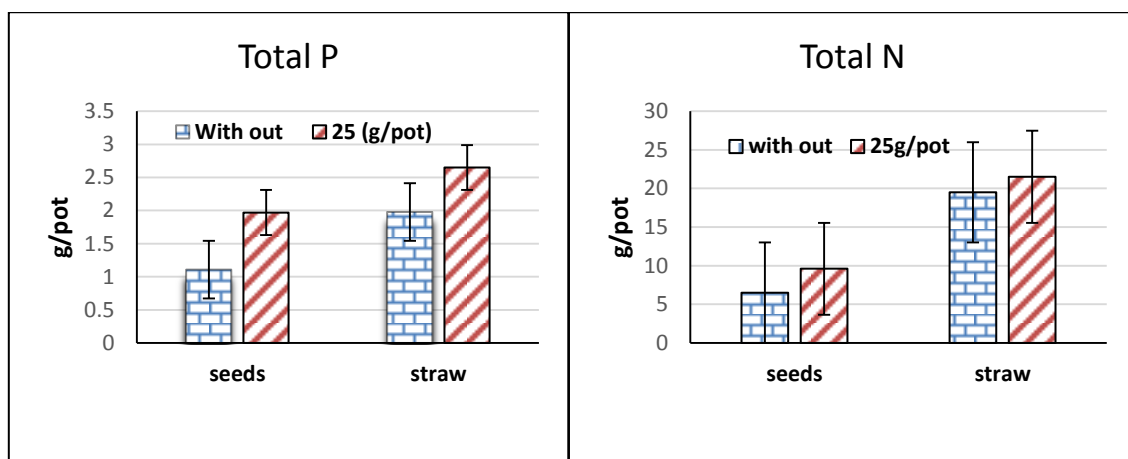 Total P
With out 25 (g/pot)
g/pot
3.5
3
2.5
2
1.5
1
0.5
0
seeds straw
Total N
with out 25g/pot
g/pot
30
25
20
15
10
5
0
seeds straw